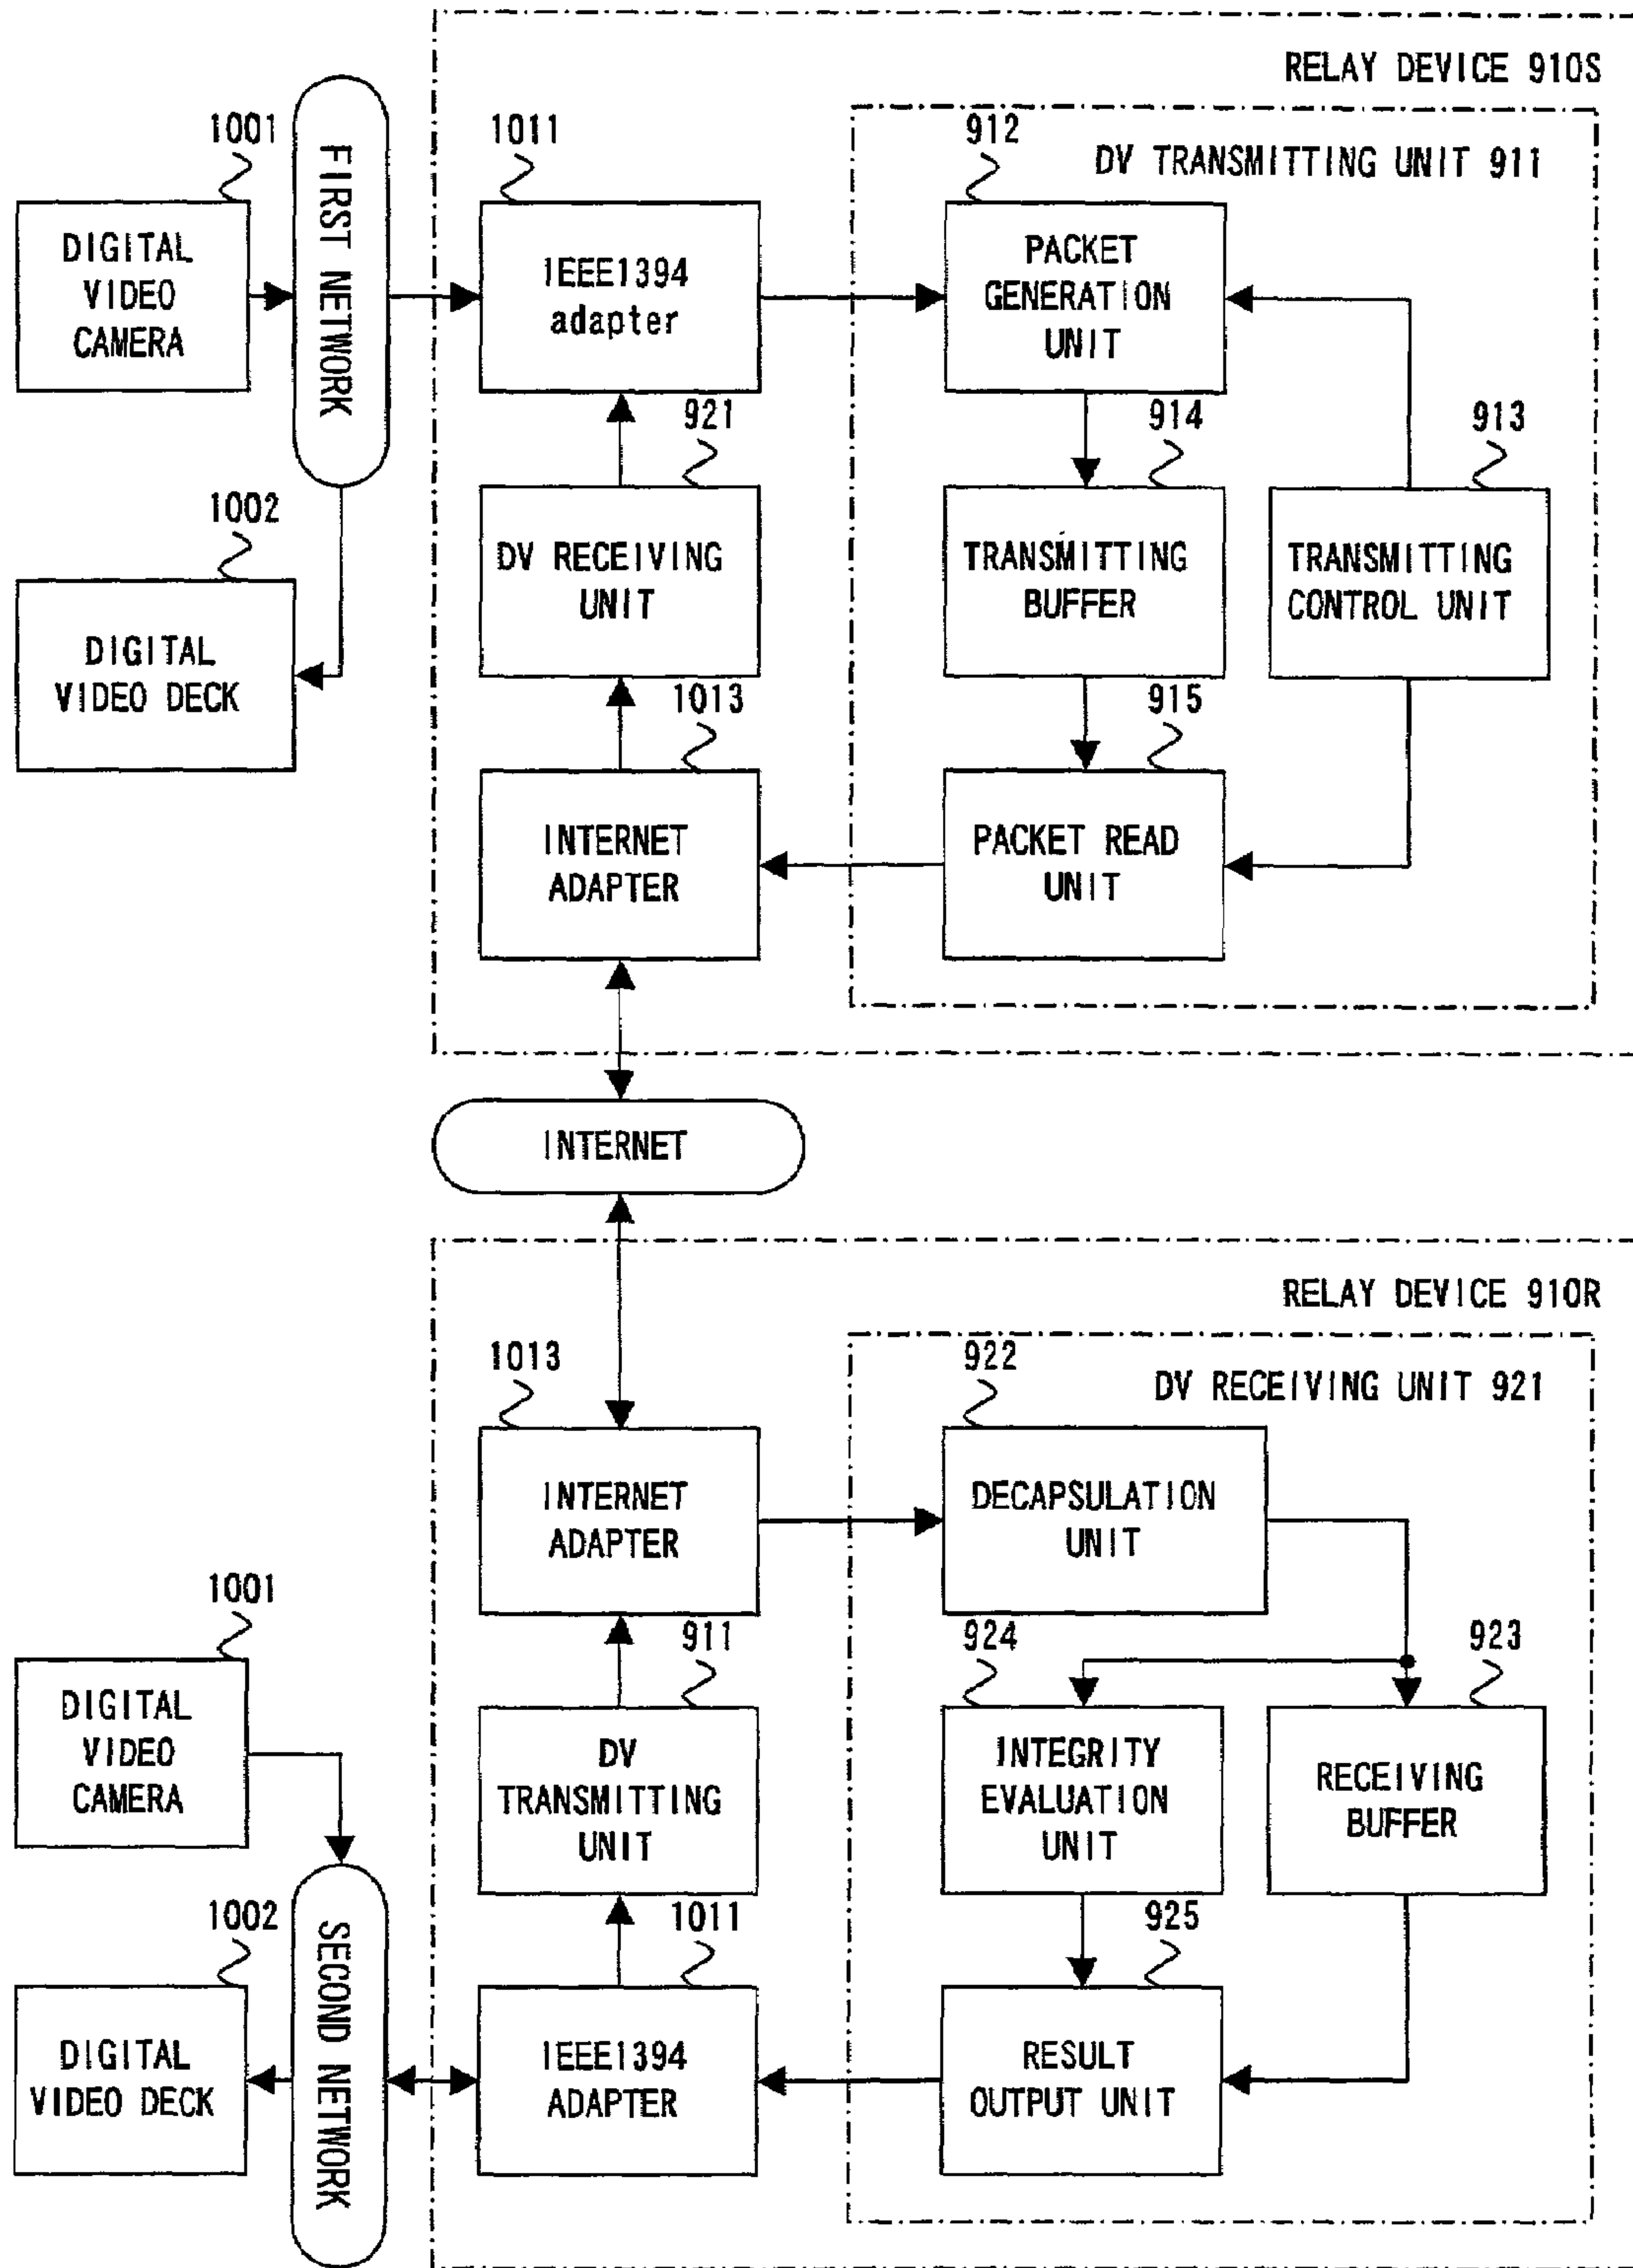 RELAY DEVICE 910S
1001
FIRST NETWORK
1011
912
DV TRANSMITTING UNIT 911
DIGITAL
VIDEO
CAMERA
IEEE1394
adapter
PACKET
GENERATION
UNIT
921
914
913
1002
DV RECEIVING
UNIT
TRANSMITTING
BUFFER
TRANSMITTING
CONTROL UNIT
DIGITAL
VIDEO DECK
1013
915
INTERNET
ADAPTER
PACKET READ
UNIT
INTERNET
RELAY DEVICE 910R
1013
922
DV RECEIVING UNIT 921
INTERNET
ADAPTER
DECAPSULATION
UNIT
1001
911
924
923
DIGITAL
VIDEO
CAMERA
DV
TRANSMITTING
UNIT
INTEGRITY
EVALUATION
UNIT
RECEIVING
BUFFER
1002
SECOND NETWORK
1011
925
DIGITAL
VIDEO DECK
IEEE1394
ADAPTER
RESULT
OUTPUT UNIT